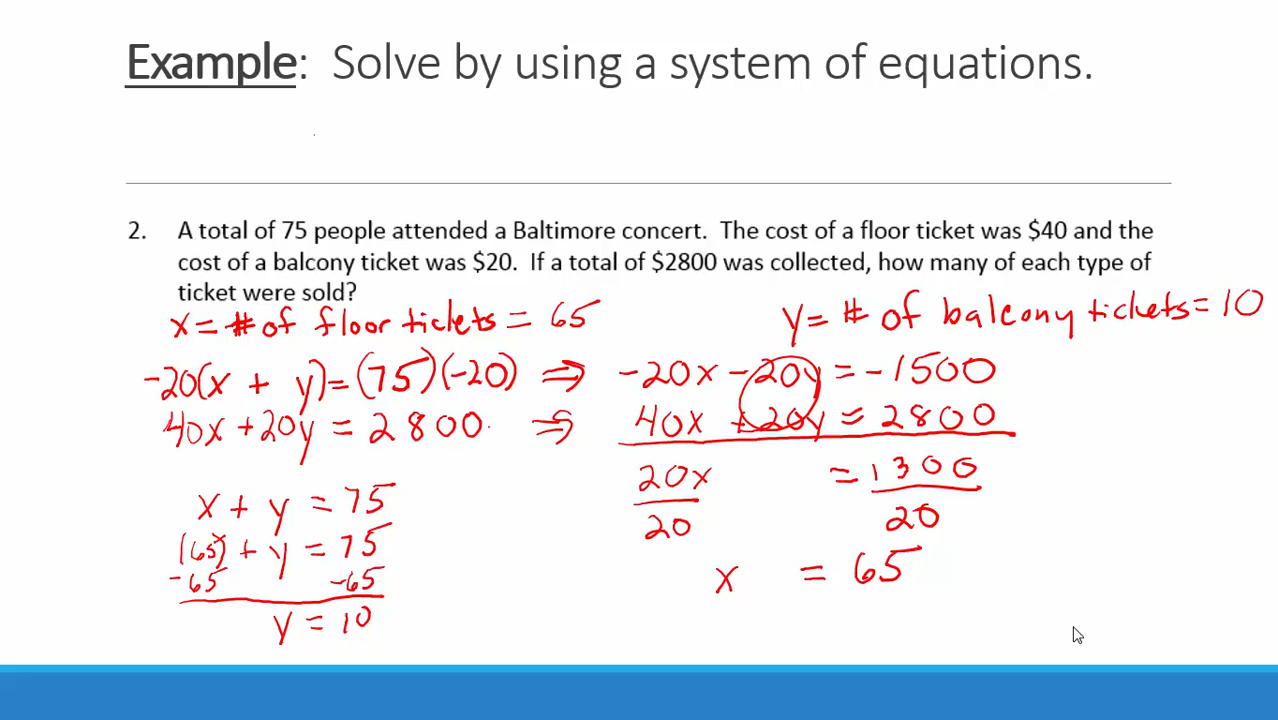 Example: Solve by using a system of equations.
2. A total of 75 people attended a Baltimore concert. The cost of a floor ticket was $40 and the
cost of a balcony ticket was $20. If a total of $2800 was collected, how many of each type of
ticket were sold?
x = # of floor tickets = 65
y = # of balcony tickets = 10
-20(x + y) = (75)(-20) ⇒ -20x - 20y = -1500
40x + 20y = 2800 ⇒ 40x + 20y = 2800
20x = 1300
20 20
x = 65
x + y = 75
(65) + y = 75
-65 -65
y = 10